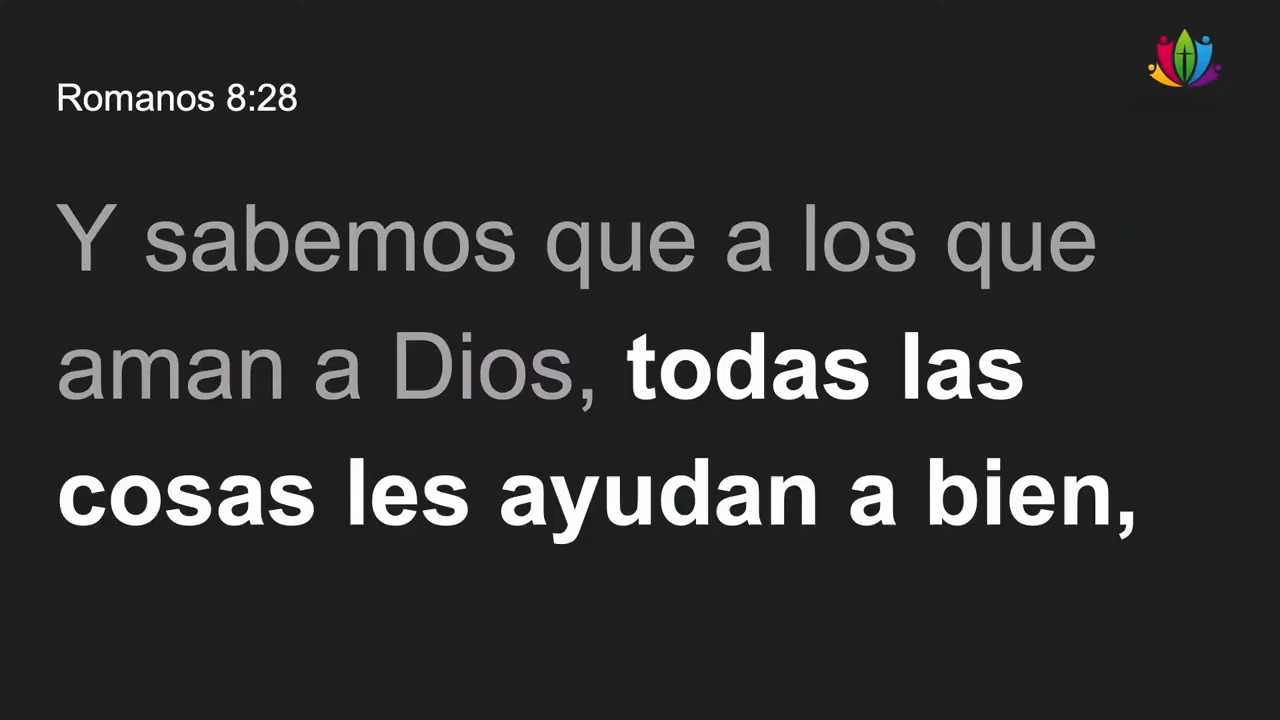 Romanos 8:28
Y sabemos que a los que
aman a Dios, todas las
cosas les ayudan a bien,